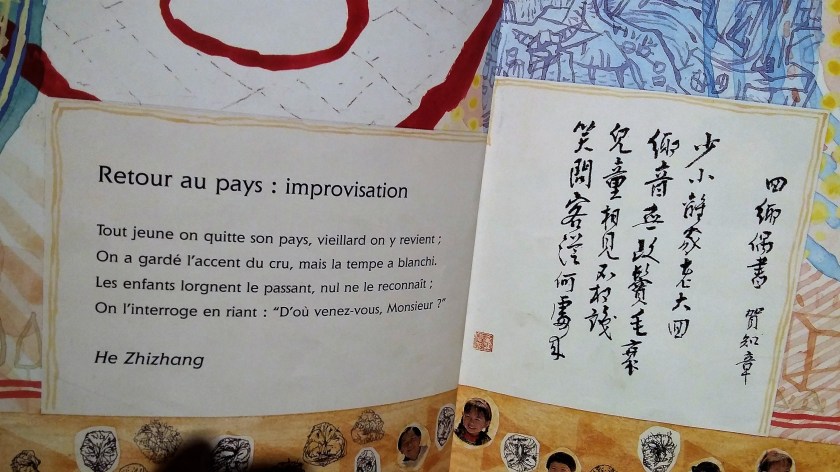 Retour au pays : improvisation
Tout jeune on quitte son pays, vieillard on y revient ;
On a gardé l'accent du cru, mais la tempe a blanchi.
Les enfants lorgnent le passant, nul ne le reconnaît ;
On l'interroge en riant : “D'où venez-vous, Monsieur ?”
He Zhizhang
回鄉偶書 賀知章
少小離家老大回
鄉音無改鬢毛衰
兒童相見不相識
笑問客從何處来